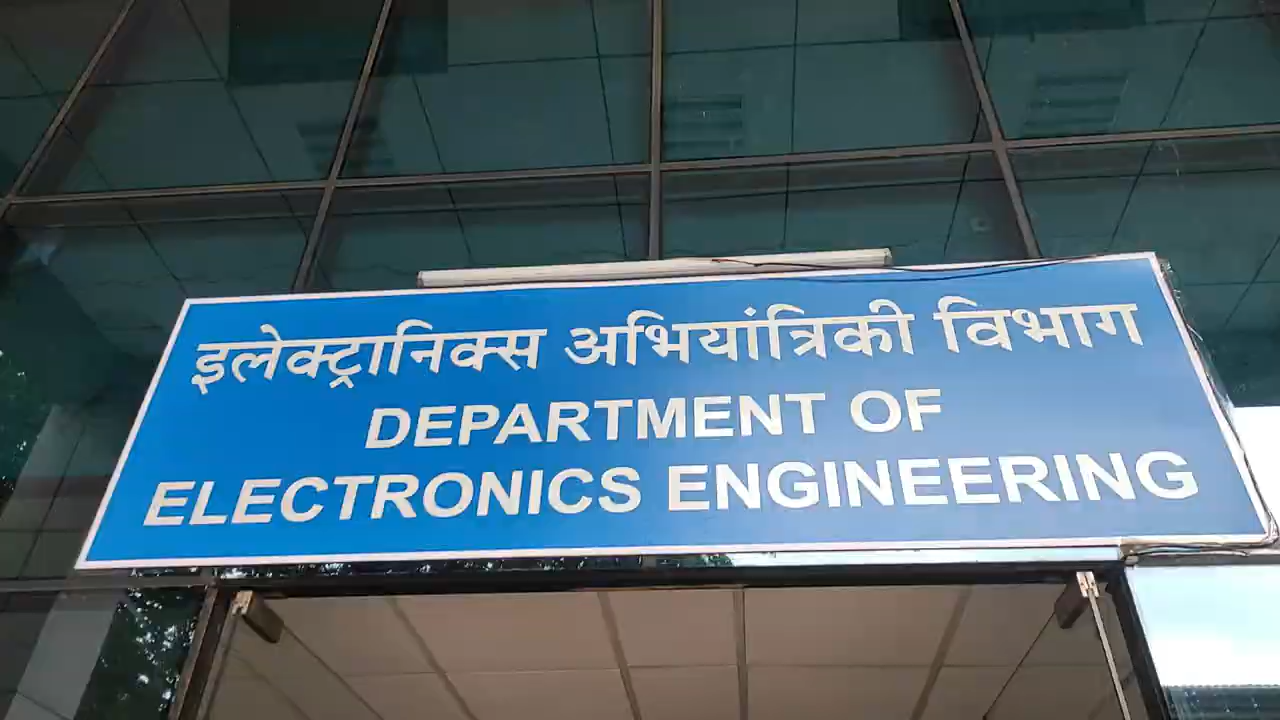 इलेक्ट्रानिक्स अभियांत्रिकी विभाग
DEPARTMENT OF
ELECTRONICS ENGINEERING